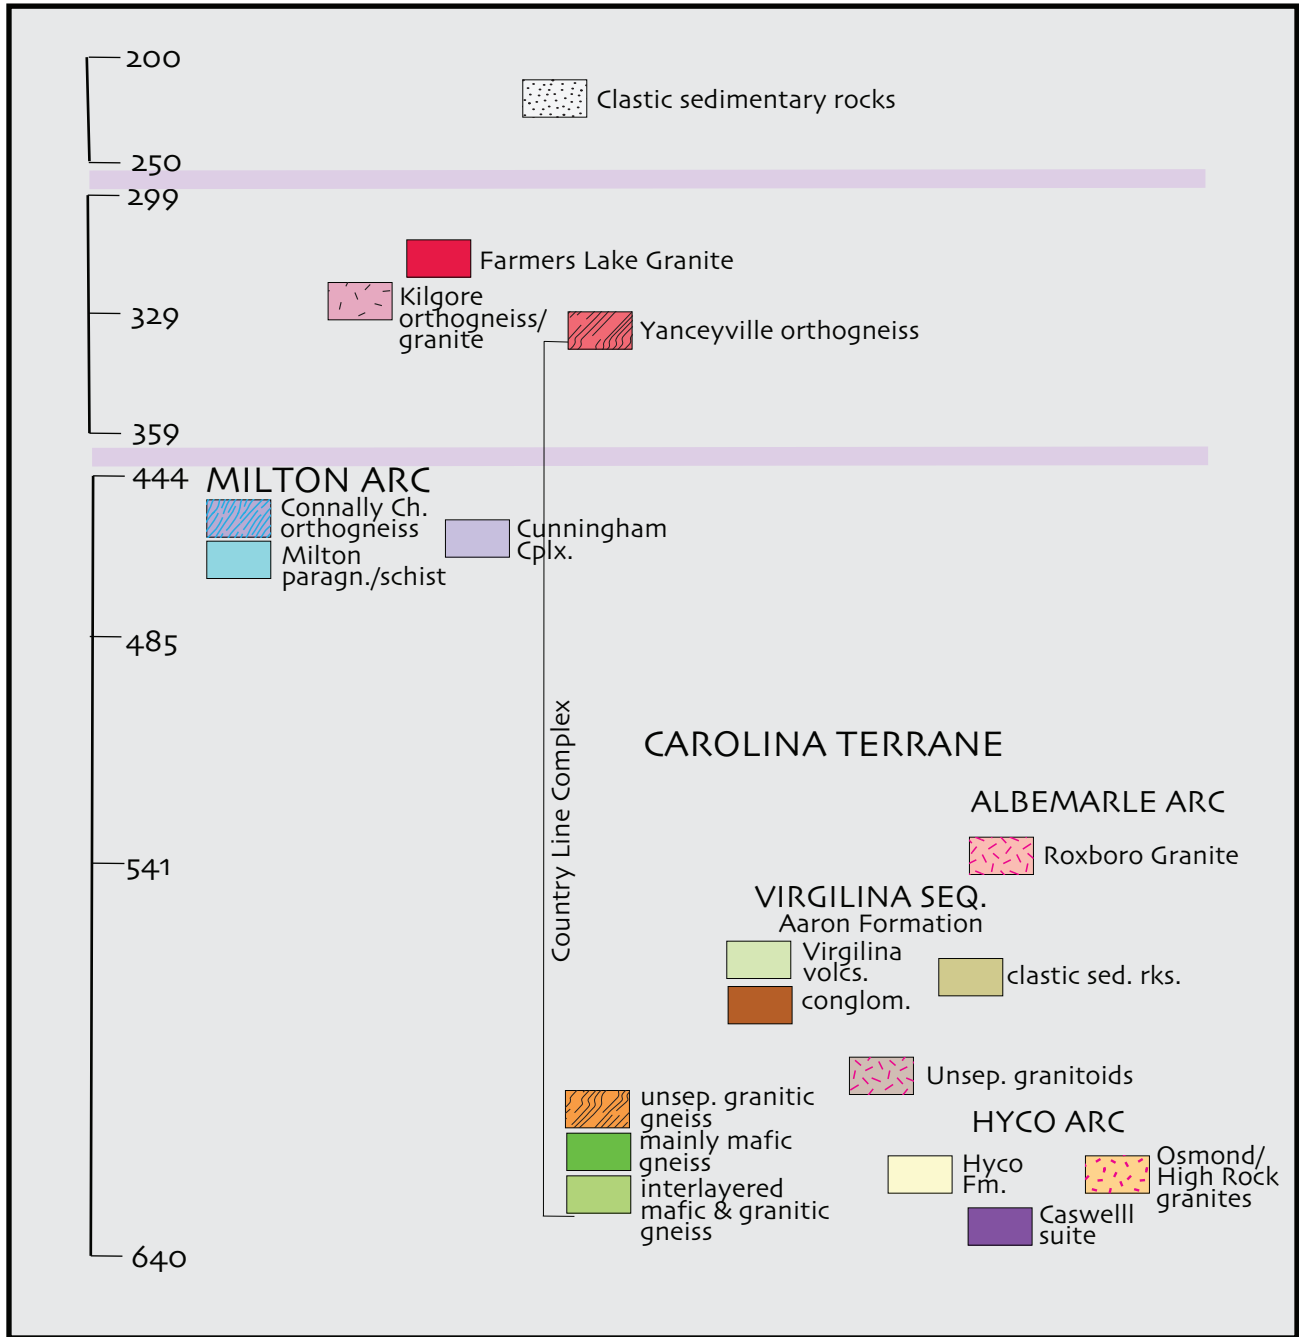 200
Clastic sedimentary rocks
250
299
Farmers Lake Granite
Kilgore
orthogneiss/
granite
329
Yanceyville orthogneiss
359
444
MILTON ARC
Connally Ch.
orthogneiss
Cunningham
Cplx.
Milton
paragn./schist
485
Country Line Complex
CAROLINA TERRANE
ALBEMARLE ARC
541
Roxboro Granite
VIRGILINA SEQ.
Aaron Formation
Virgilina
volcs.
clastic sed. rks.
conglom.
Unsep. granitoids
unsep. granitic
gneiss
HYCO ARC
mainly mafic
gneiss
Hyco
Fm.
Osmond/
High Rock
granites
interlayered
mafic & granitic
gneiss
Caswelll
suite
640